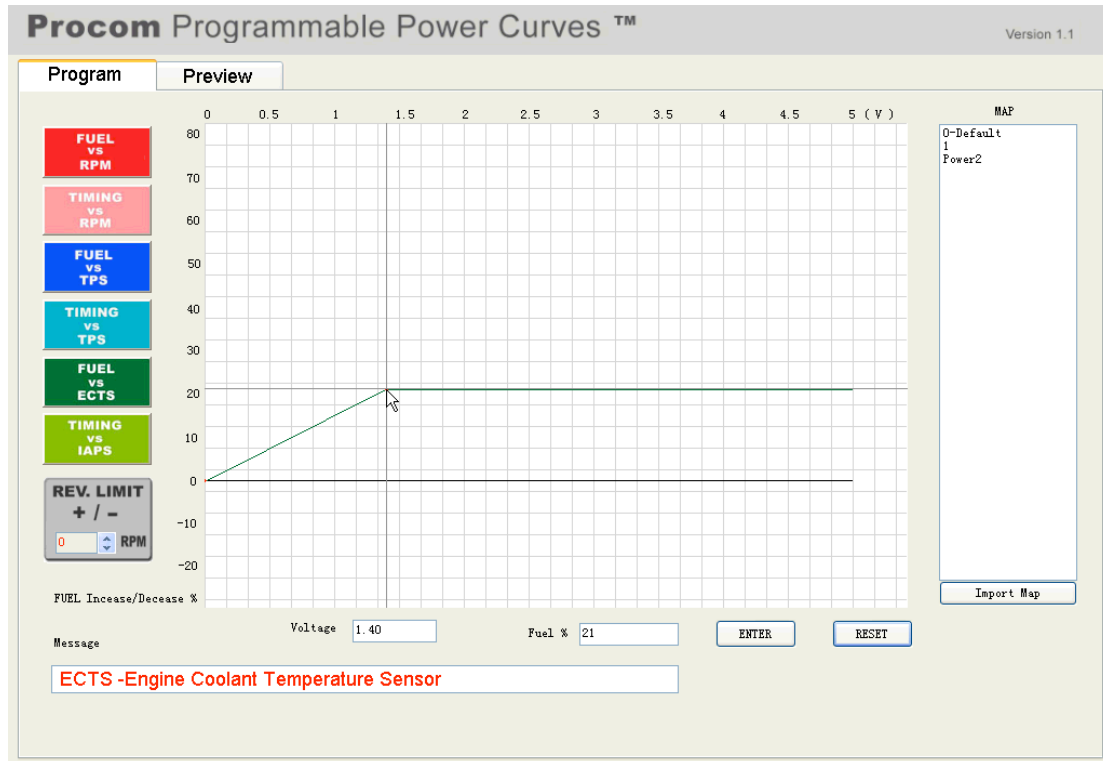 Procom Programmable Power Curves ™
Version 1.1
Program
Preview
0 0.5 1 1.5 2 2.5 3 3.5 4 4.5 5 ( V )
80
70
60
50
40
30
20
10
0
-10
-20
FUEL
vs
RPM
TIMING
vs
RPM
FUEL
vs
TPS
TIMING
vs
TPS
FUEL
vs
ECTS
TIMING
vs
IAPS
REV. LIMIT
+ / -
0 RPM
FUEL Incease/Decease %
MAP
0-Default
1
Power2
Import Map
Voltage 1.40
Fuel % 21
ENTER
RESET
Message
ECTS -Engine Coolant Temperature Sensor